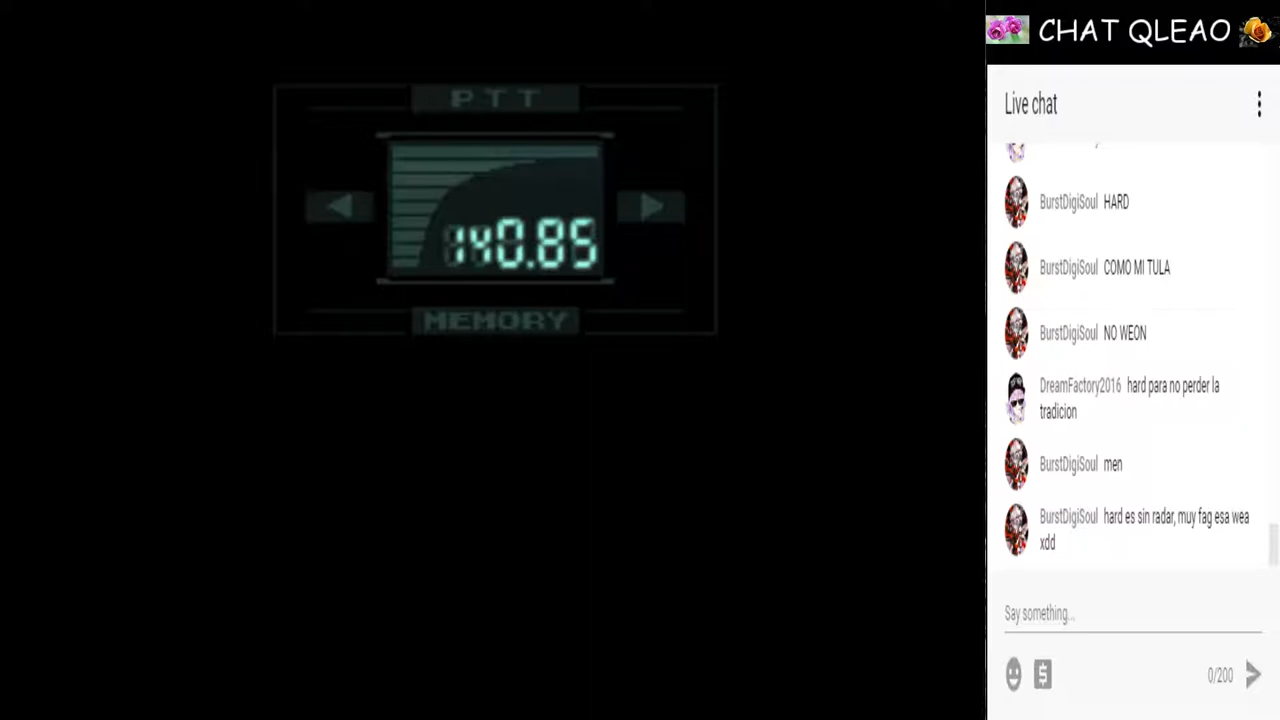 CHAT QLEAO
PTT
140.85
MEMORY
Live chat
BurstDigiSoul HARD
BurstDigiSoul COMO MI TULA
BurstDigiSoul NO WEON
DreamFactory2016 hard para no perder la
tradicion
BurstDigiSoul men
BurstDigiSoul hard es sin radar, muy fag esa wea
xdd
Say something...
0/200